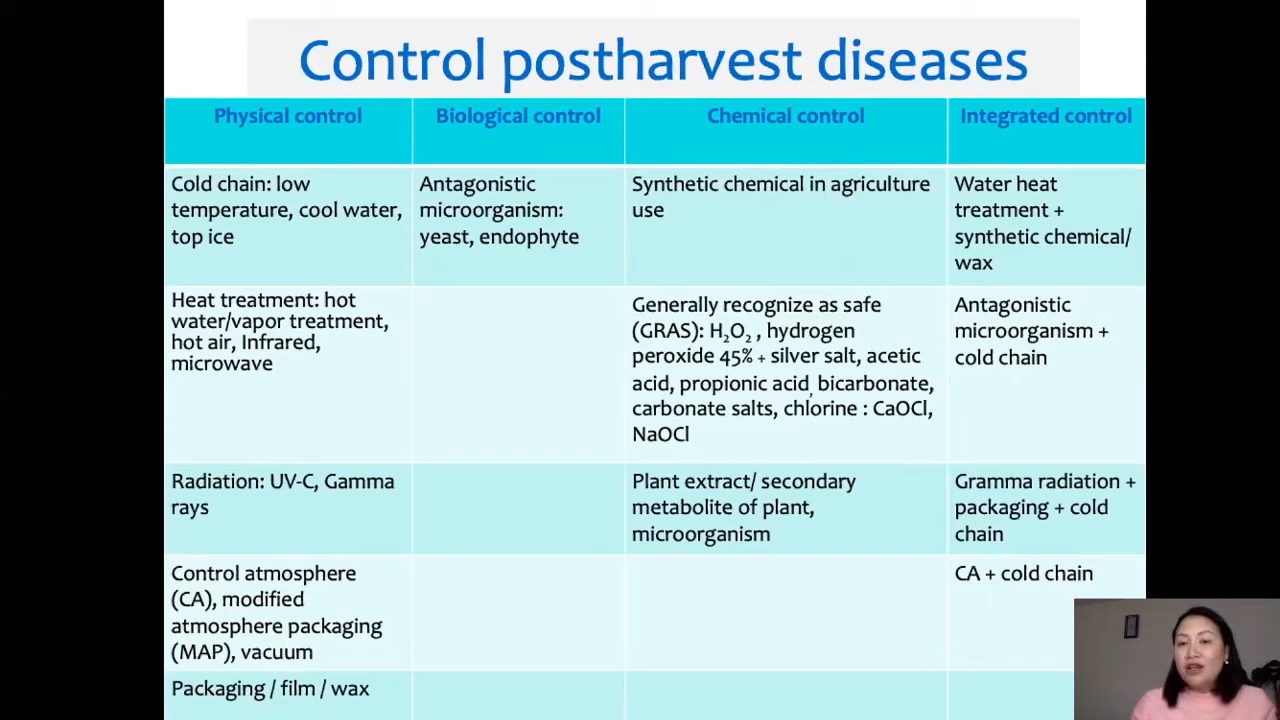 Control postharvest diseases
Physical control
Biological control
Chemical control
Integrated control
Cold chain: low
temperature, cool water,
top ice
Antagonistic
microorganism:
yeast, endophyte
Synthetic chemical in agriculture
use
Water heat
treatment +
synthetic chemical/
wax
Heat treatment: hot
water/vapor treatment,
hot air, Infrared,
microwave
Generally recognize as safe
(GRAS): H₂O₂ , hydrogen
peroxide 45% + silver salt, acetic
acid, propionic acid, bicarbonate,
carbonate salts, chlorine : CaOCl,
NaOCl
Antagonistic
microorganism +
cold chain
Radiation: UV-C, Gamma
rays
Plant extract/ secondary
metabolite of plant,
microorganism
Gramma radiation +
packaging + cold
chain
Control atmosphere
(CA), modified
atmosphere packaging
(MAP), vacuum
CA + cold chain
Packaging / film / wax